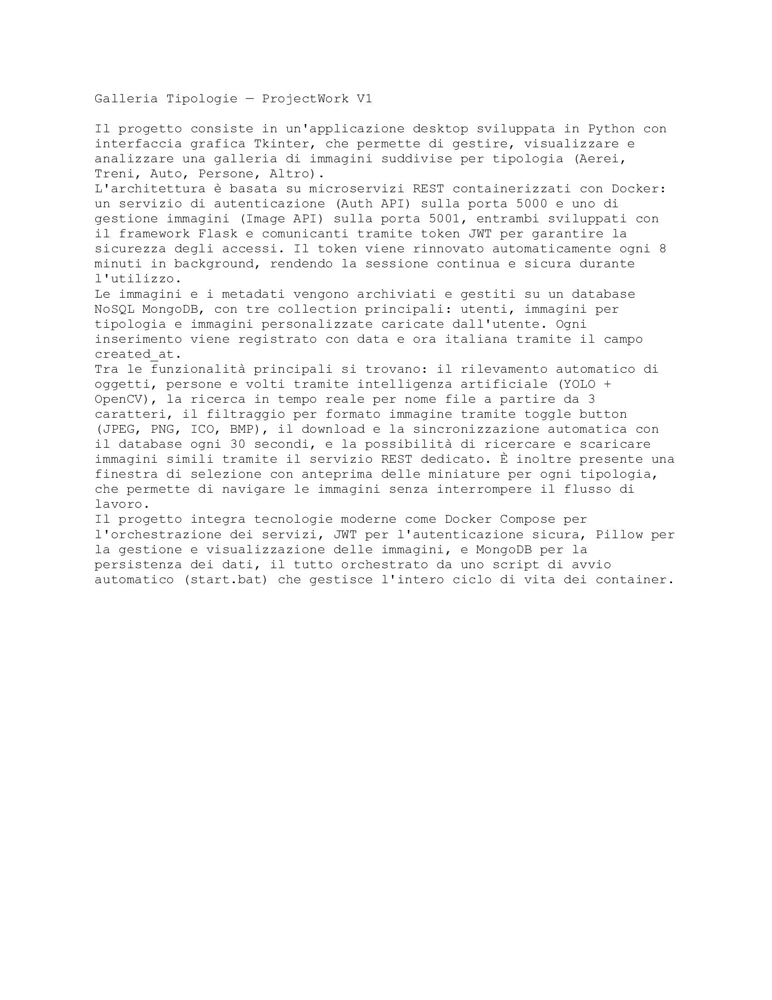 Galleria Tipologie — ProjectWork V1
Il progetto consiste in un'applicazione desktop sviluppata in Python con
interfaccia grafica Tkinter, che permette di gestire, visualizzare e
analizzare una galleria di immagini suddivise per tipologia (Aerei,
Treni, Auto, Persone, Altro).
L'architettura è basata su microservizi REST containerizzati con Docker:
un servizio di autenticazione (Auth API) sulla porta 5000 e uno di
gestione immagini (Image API) sulla porta 5001, entrambi sviluppati con
il framework Flask e comunicanti tramite token JWT per garantire la
sicurezza degli accessi. Il token viene rinnovato automaticamente ogni 8
minuti in background, rendendo la sessione continua e sicura durante
l'utilizzo.
Le immagini e i metadati vengono archiviati e gestiti su un database
NoSQL MongoDB, con tre collection principali: utenti, immagini per
tipologia e immagini personalizzate caricate dall'utente. Ogni
inserimento viene registrato con data e ora italiana tramite il campo
created_at.
Tra le funzionalità principali si trovano: il rilevamento automatico di
oggetti, persone e volti tramite intelligenza artificiale (YOLO +
OpenCV), la ricerca in tempo reale per nome file a partire da 3
caratteri, il filtraggio per formato immagine tramite toggle button
(JPEG, PNG, ICO, BMP), il download e la sincronizzazione automatica con
il database ogni 30 secondi, e la possibilità di ricercare e scaricare
immagini simili tramite il servizio REST dedicato. È inoltre presente una
finestra di selezione con anteprima delle miniature per ogni tipologia,
che permette di navigare le immagini senza interrompere il flusso di
lavoro.
Il progetto integra tecnologie moderne come Docker Compose per
l'orchestrazione dei servizi, JWT per l'autenticazione sicura, Pillow per
la gestione e visualizzazione delle immagini, e MongoDB per la
persistenza dei dati, il tutto orchestrato da uno script di avvio
automatico (start.bat) che gestisce l'intero ciclo di vita dei container.